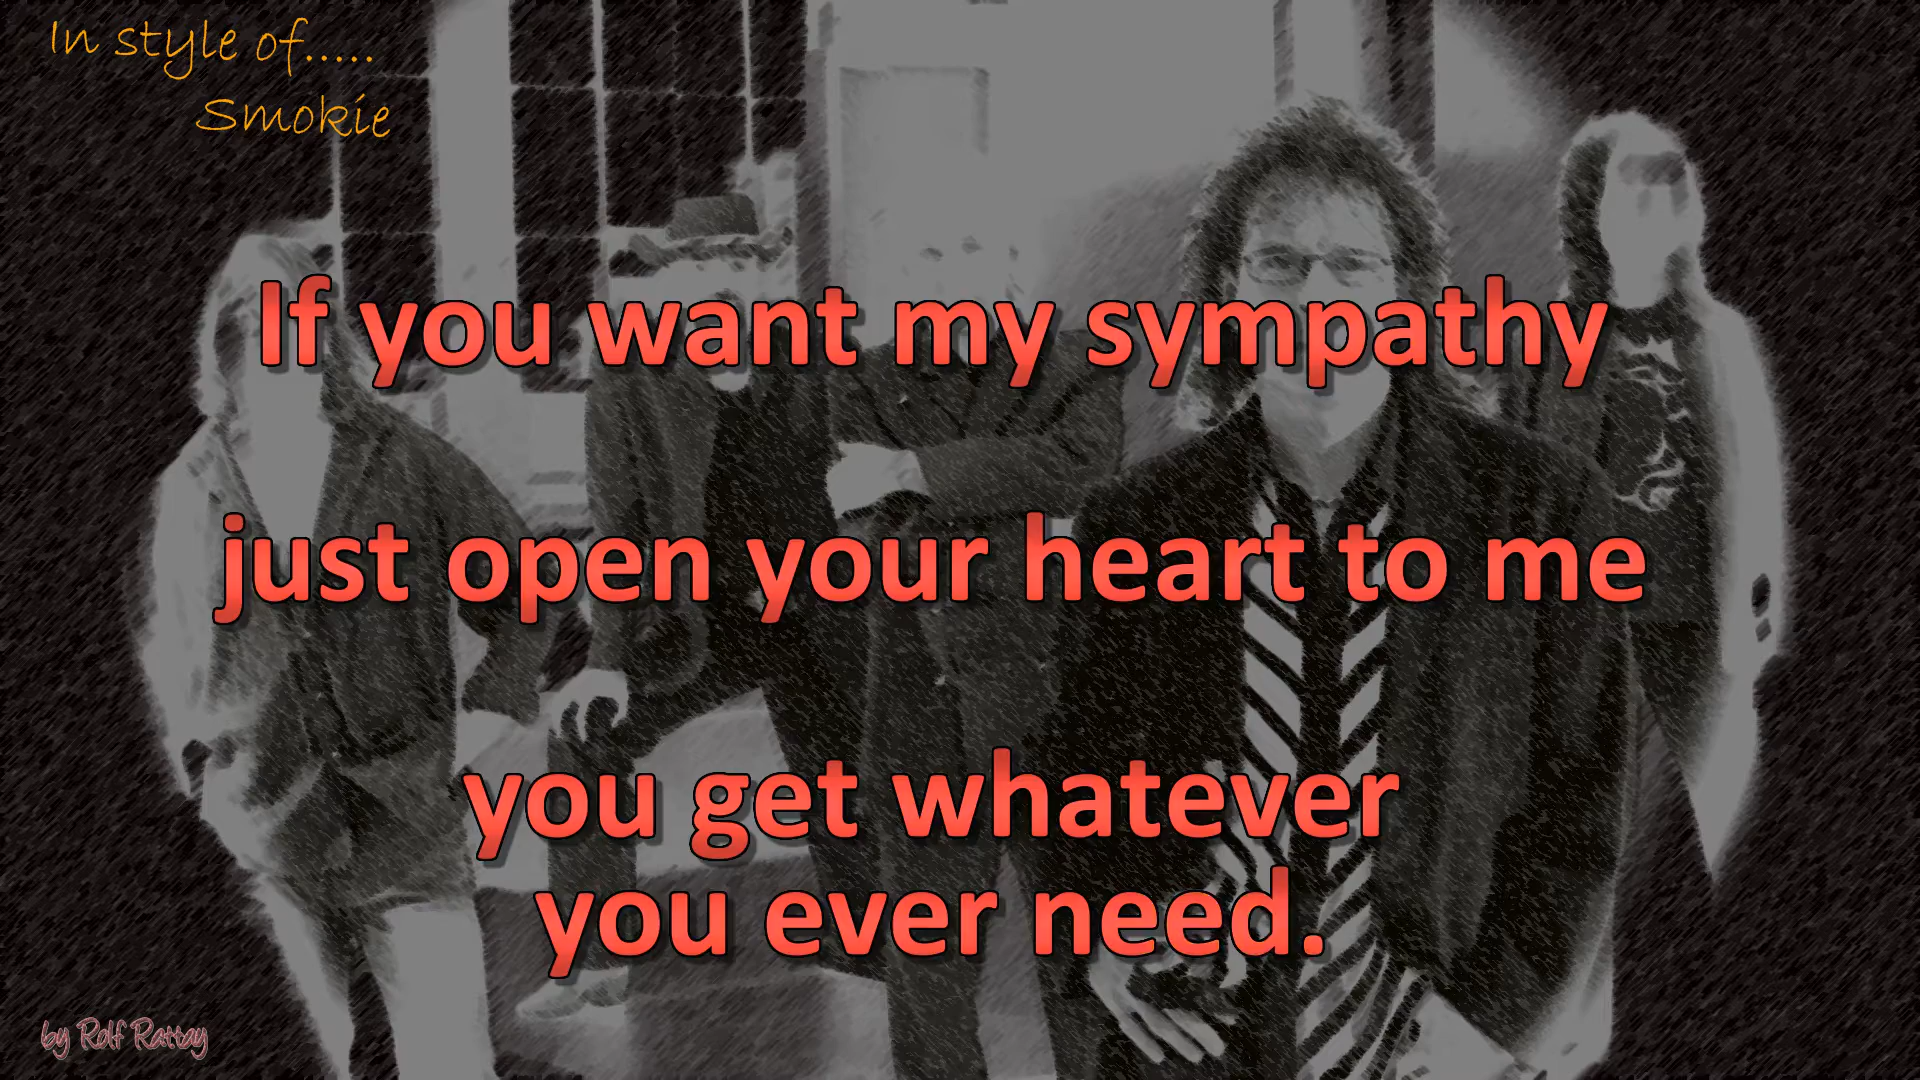 In style of.....
Smokie
If you want my sympathy
just open your heart to me
you get whatever
you ever need.
by Rolf Rattay